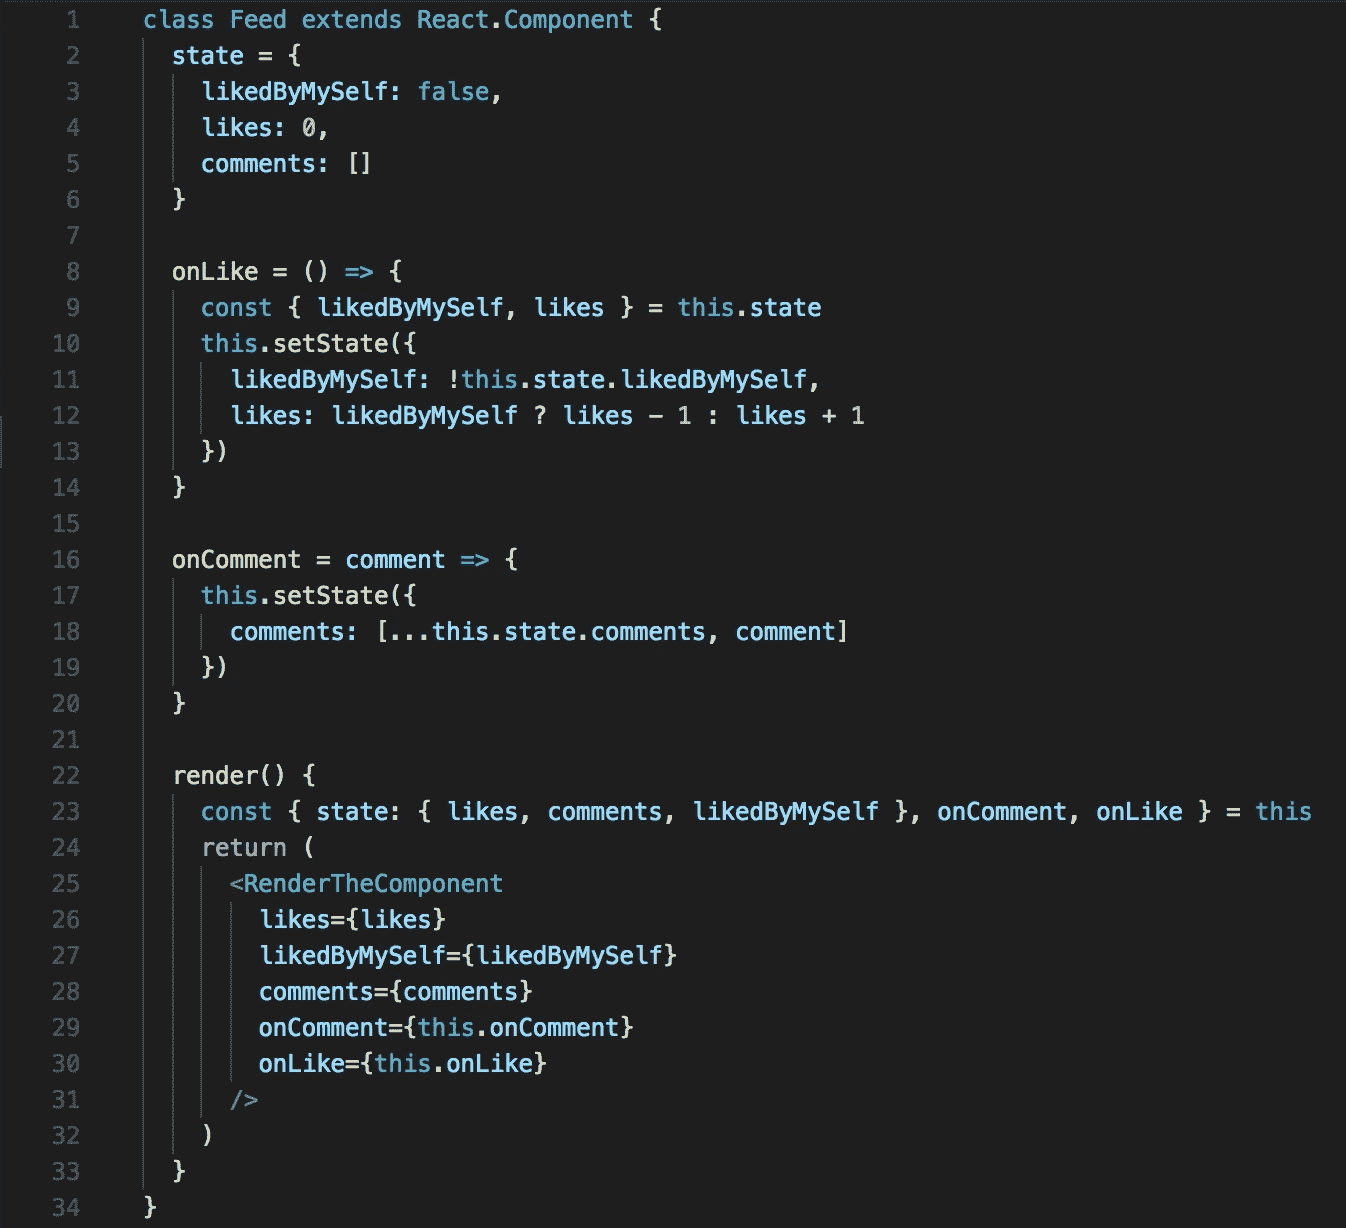 1 class Feed extends React.Component {
2 state = {
3 likedByMySelf: false,
4 likes: 0,
5 comments: []
6 }
7
8 onLike = () => {
9 const { likedByMySelf, likes } = this.state
10 this.setState({
11 likedByMySelf: !this.state.likedByMySelf,
12 likes: likedByMySelf ? likes - 1 : likes + 1
13 })
14 }
15
16 onComment = comment => {
17 this.setState({
18 comments: [...this.state.comments, comment]
19 })
20 }
21
22 render() {
23 const { state: { likes, comments, likedByMySelf }, onComment, onLike } = this
24 return (
25 <RenderTheComponent
26 likes={likes}
27 likedByMySelf={likedByMySelf}
28 comments={comments}
29 onComment={this.onComment}
30 onLike={this.onLike}
31 />
32 )
33 }
34 }